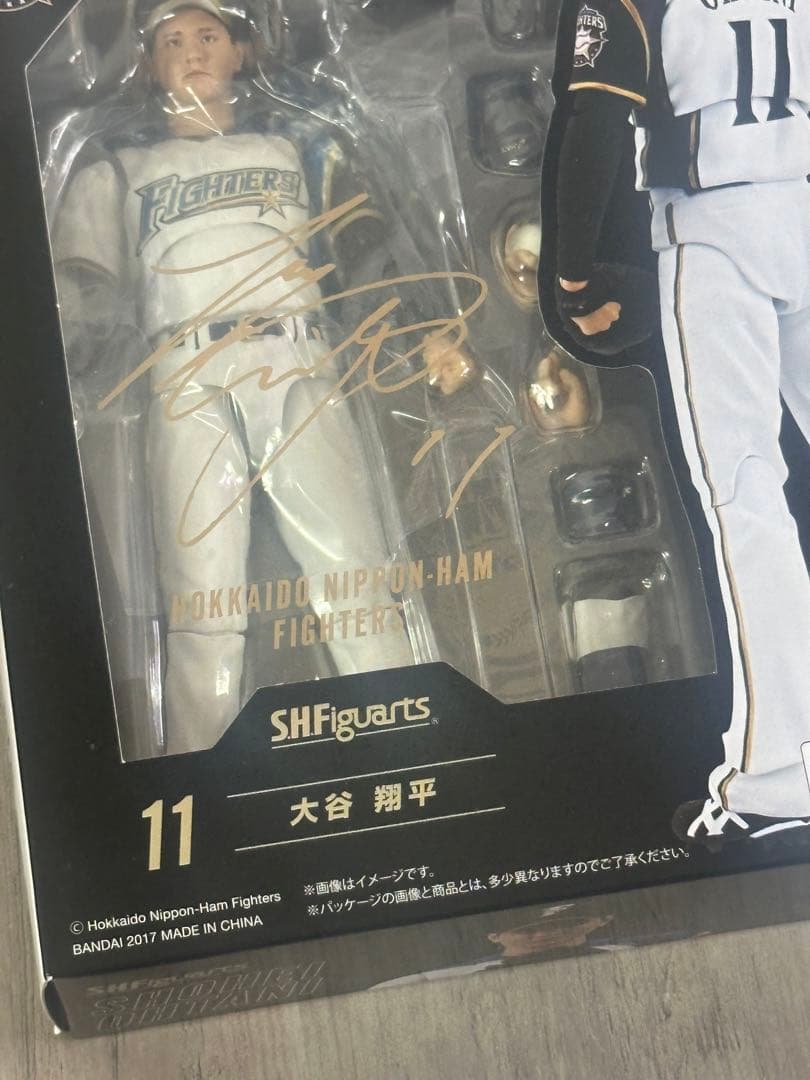 FIGHTERS
11
FIGHTERS
HOKKAIDO NIPPON-HAM
FIGHTERS
S.H.Figuarts
11
大谷 翔平
※画像はイメージです。
※パッケージの画像と商品とは、多少異なりますのでご了承ください。
© Hokkaido Nippon-Ham Fighters
BANDAI 2017 MADE IN CHINA
S.H.Figuarts
SHOHEI
OHTANI